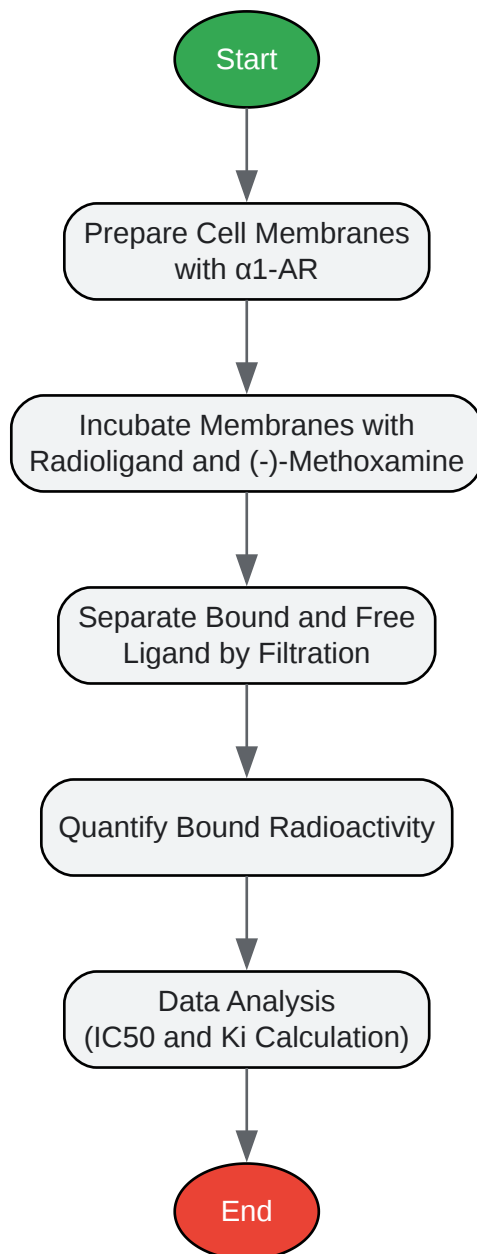 Start
Prepare Cell Membranes
with α1-AR
Incubate Membranes with
Radioligand and (-)-Methoxamine
Separate Bound and Free
Ligand by Filtration
Quantify Bound Radioactivity
Data Analysis
(IC50 and Ki Calculation)
End